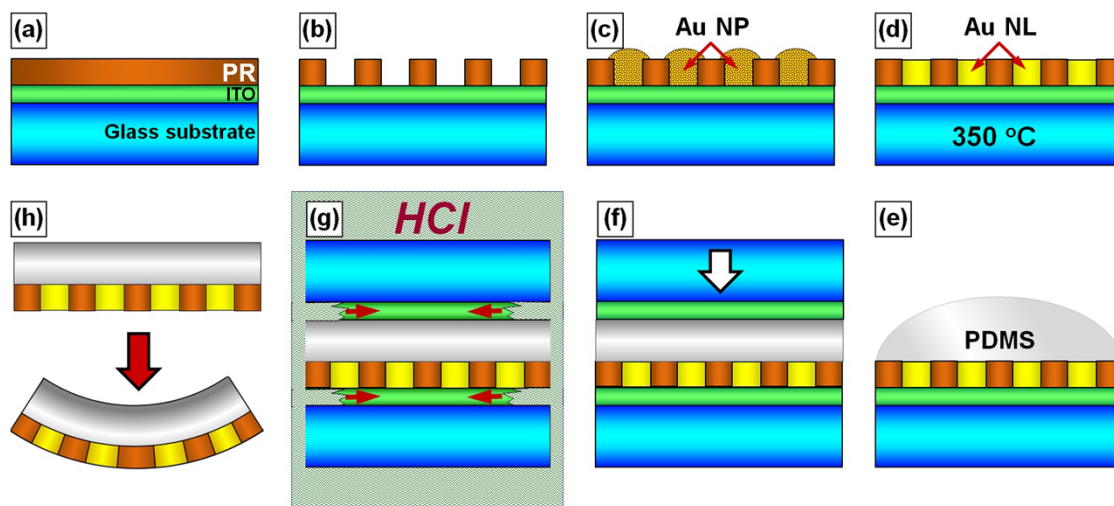 (a)
PR
ITO
Glass substrate
(b)
(c)
Au NP
(d)
Au NL
350 °C
(h)
(g)
HCl
(f)
(e)
PDMS